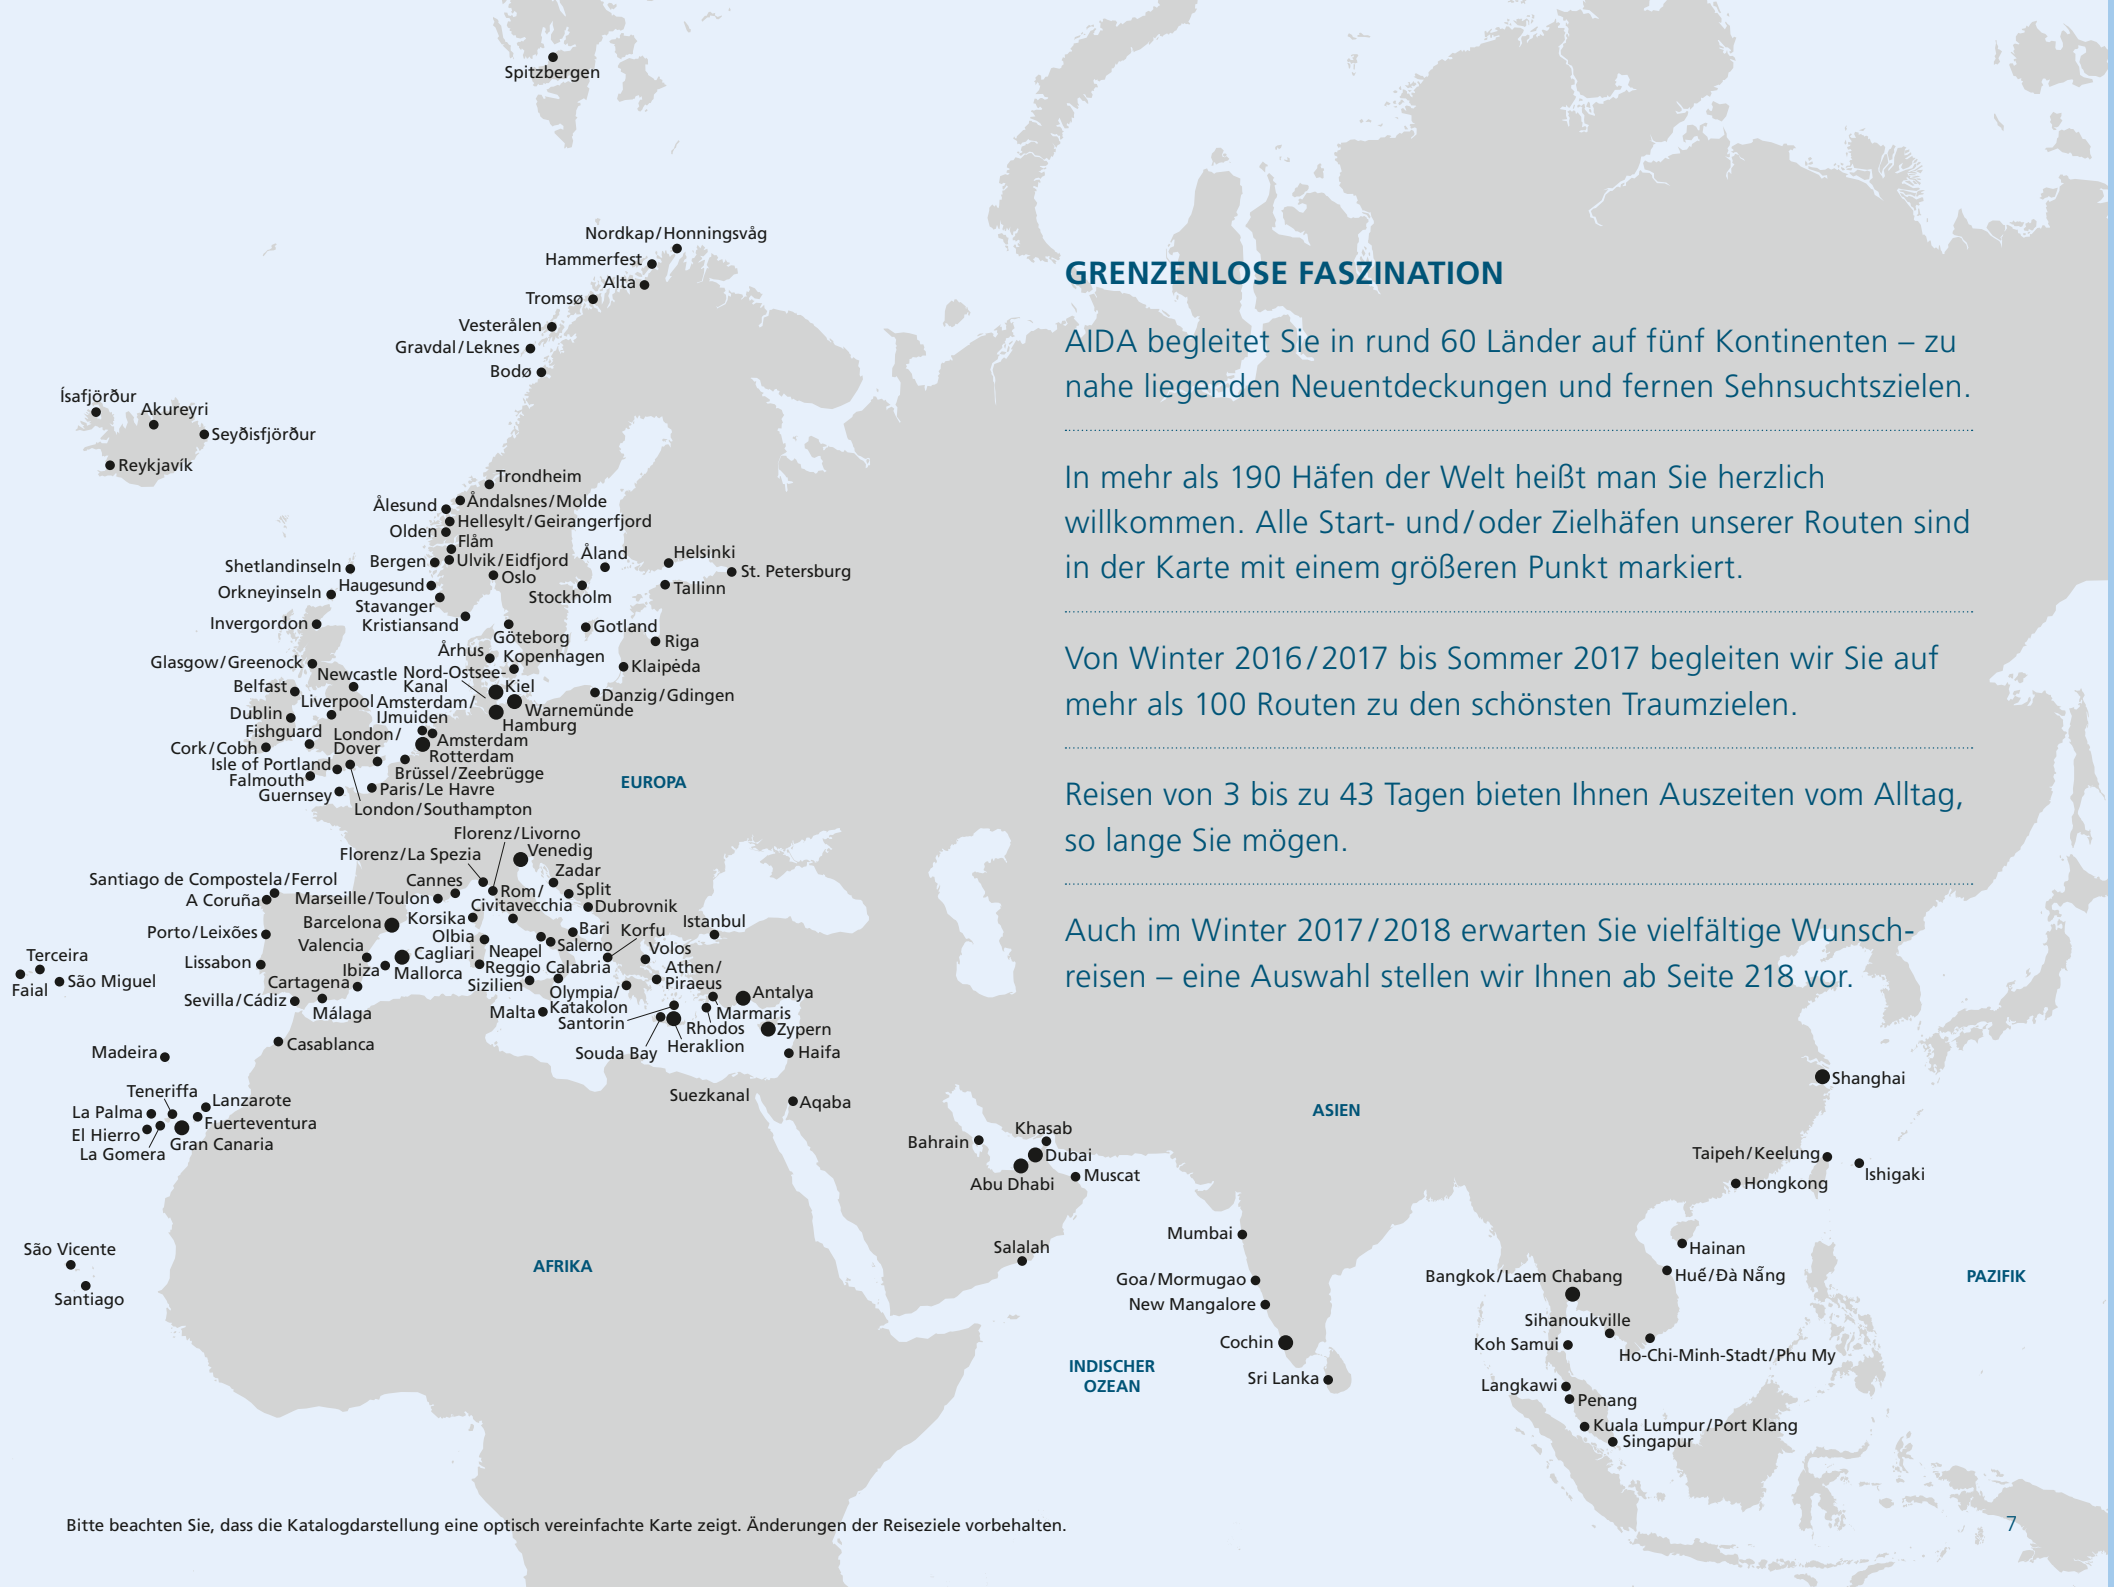 Spitzbergen
Nordkap/Honningsvåg
Hammerfest
Alta
Tromsø
Vesterålen
Gravdal/Leknes
Bodø
Ísafjörður
Akureyri
Seyðisfjörður
Reykjavík
Trondheim
Åndalsnes/Molde
Ålesund
Hellesylt/Geirangerfjord
Olden
Flåm
Bergen
Ulvik/Eidfjord
Åland
Helsinki
St. Petersburg
Shetlandinseln
Oslo
Haugesund
Orkneyinseln
Stockholm
Tallinn
Stavanger
Invergordon
Kristiansand
Göteborg
Gotland
Riga
Århus
Kopenhagen
Glasgow/Greenock
Klaipėda
Newcastle
Nord-Ostsee-
Kanal
Belfast
Kiel
Danzig/Gdingen
Liverpool
Amsterdam/
IJmuiden
Warnemünde
Dublin
Hamburg
Fishguard
London/
Dover
Amsterdam
Cork/Cobh
Rotterdam
Isle of Portland
Brüssel/Zeebrügge
Falmouth
Paris/Le Havre
Guernsey
London/Southampton
EUROPA
Florenz/Livorno
Florenz/La Spezia
Venedig
Zadar
Santiago de Compostela/Ferrol
Cannes
Split
A Coruña
Marseille/Toulon
Rom/
Civitavecchia
Dubrovnik
Barcelona
Korsika
Istanbul
Porto/Leixões
Olbia
Bari
Korfu
Valencia
Neapel
Salerno
Volos
Lissabon
Cagliari
Ibiza
Mallorca
Reggio Calabria
Athen/
Piraeus
Terceira
Faial
São Miguel
Cartagena
Sizilien
Olympia/
Katakolon
Antalya
Sevilla/Cádiz
Málaga
Malta
Santorin
Marmaris
Rhodos
Zypern
Casablanca
Souda Bay
Heraklion
Haifa
Madeira
Suezkanal
Aqaba
Teneriffa
Lanzarote
La Palma
Fuerteventura
El Hierro
Gran Canaria
La Gomera
São Vicente
Santiago
AFRIKA
GRENZENLOSE FASZINATION
AIDA begleitet Sie in rund 60 Länder auf fünf Kontinenten – zu
nahe liegenden Neuentdeckungen und fernen Sehnsuchtszielen.
In mehr als 190 Häfen der Welt heißt man Sie herzlich
willkommen. Alle Start- und/oder Zielhäfen unserer Routen sind
in der Karte mit einem größeren Punkt markiert.
Von Winter 2016/2017 bis Sommer 2017 begleiten wir Sie auf
mehr als 100 Routen zu den schönsten Traumzielen.
Reisen von 3 bis zu 43 Tagen bieten Ihnen Auszeiten vom Alltag,
so lange Sie mögen.
Auch im Winter 2017/2018 erwarten Sie vielfältige Wunsch-
reisen – eine Auswahl stellen wir Ihnen ab Seite 218 vor.
Shanghai
ASIEN
Khasab
Bahrain
Dubai
Abu Dhabi
Muscat
Taipeh/Keelung
Ishigaki
Hongkong
Mumbai
Salalah
Hainan
Goa/Mormugao
Bangkok/Laem Chabang
Huế/Đà Nẵng
PAZIFIK
New Mangalore
Sihanoukville
Cochin
Koh Samui
Ho-Chi-Minh-Stadt/Phu My
INDISCHER
OZEAN
Sri Lanka
Langkawi
Penang
Kuala Lumpur/Port Klang
Singapur
Bitte beachten Sie, dass die Katalogdarstellung eine optisch vereinfachte Karte zeigt. Änderungen der Reiseziele vorbehalten.
7